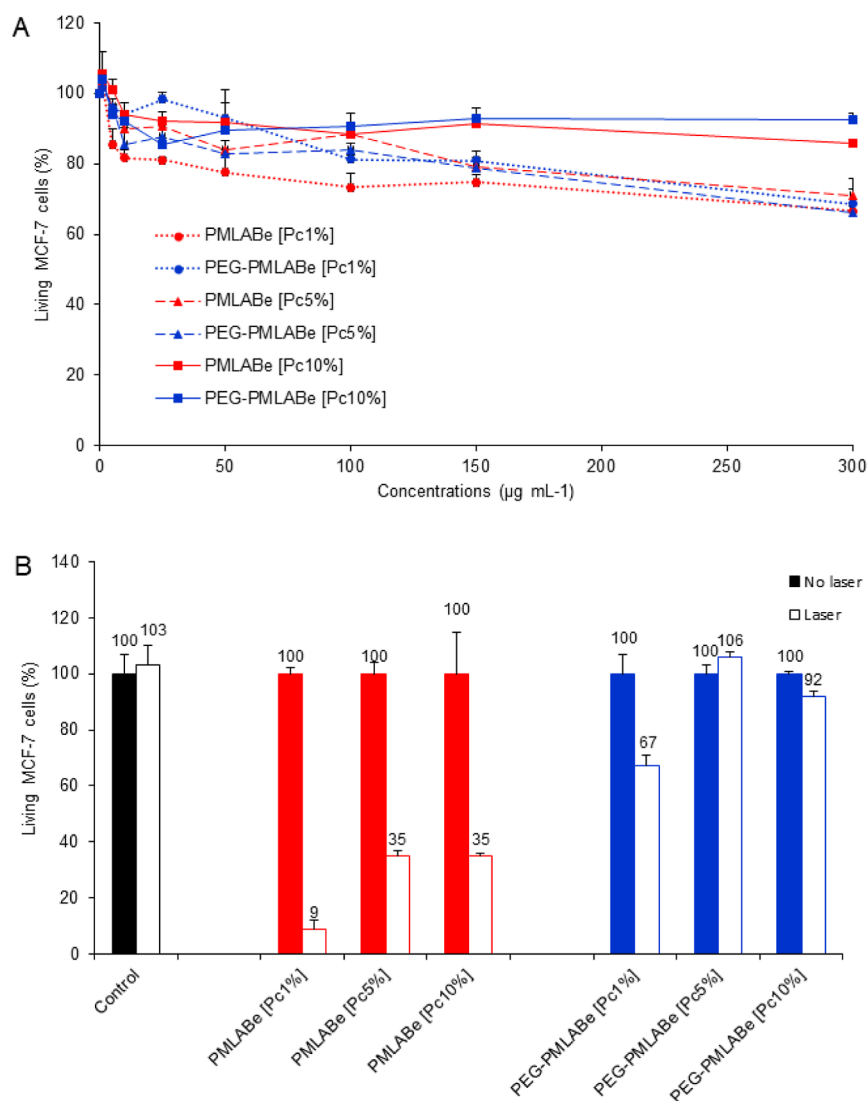 A
120
100
80
60
40
20
0
Living MCF-7 cells (%)
PMLABe [Pc1%]
PEG-PMLABe [Pc1%]
PMLABe [Pc5%]
PEG-PMLABe [Pc5%]
PMLABe [Pc10%]
PEG-PMLABe [Pc10%]
0 50 100 150 200 250 300
Concentrations (µg mL-1)
B
140
120
100
80
60
40
20
0
Living MCF-7 cells (%)
No laser
Laser
100 103 100 9 100 35 100 35 100 67 100 106 100 92
Control
PMLABe [Pc1%]
PMLABe [Pc5%]
PMLABe [Pc10%]
PEG-PMLABe [Pc1%]
PEG-PMLABe [Pc5%]
PEG-PMLABe [Pc10%]